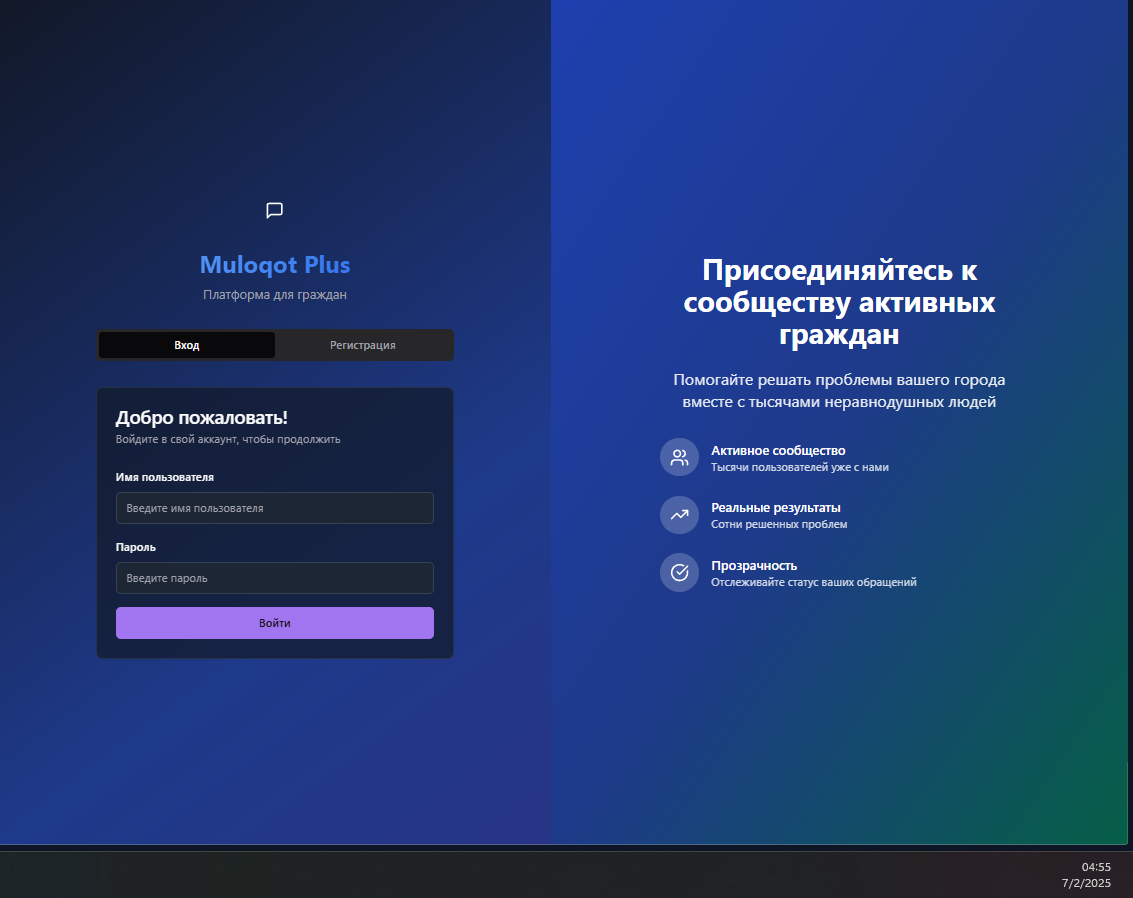 Muloqot Plus
Платформа для граждан
Вход
Регистрация
Добро пожаловать!
Войдите в свой аккаунт, чтобы продолжить
Имя пользователя
Введите имя пользователя
Пароль
Введите пароль
Войти
Присоединяйтесь к
сообществу активных
граждан
Помогайте решать проблемы вашего города
вместе с тысячами неравнодушных людей
Активное сообщество
Тысячи пользователей уже с нами
Реальные результаты
Сотни решенных проблем
Прозрачность
Отслеживайте статус ваших обращений
04:55
7/2/2025